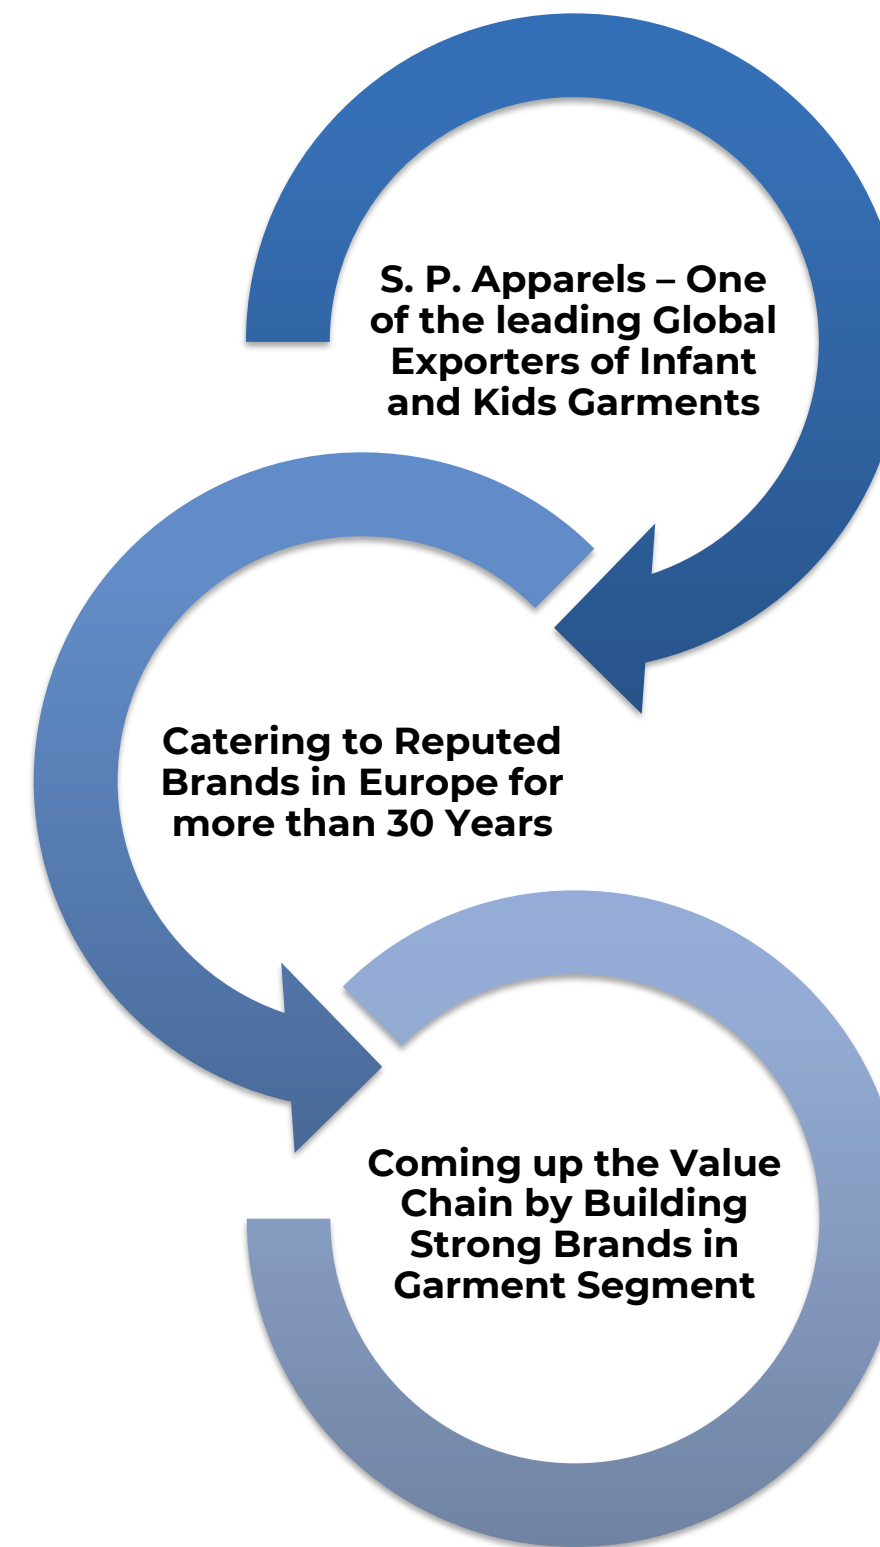 S. P. Apparels – One
of the leading Global
Exporters of Infant
and Kids Garments
Catering to Reputed
Brands in Europe for
more than 30 Years
Coming up the Value
Chain by Building
Strong Brands in
Garment Segment